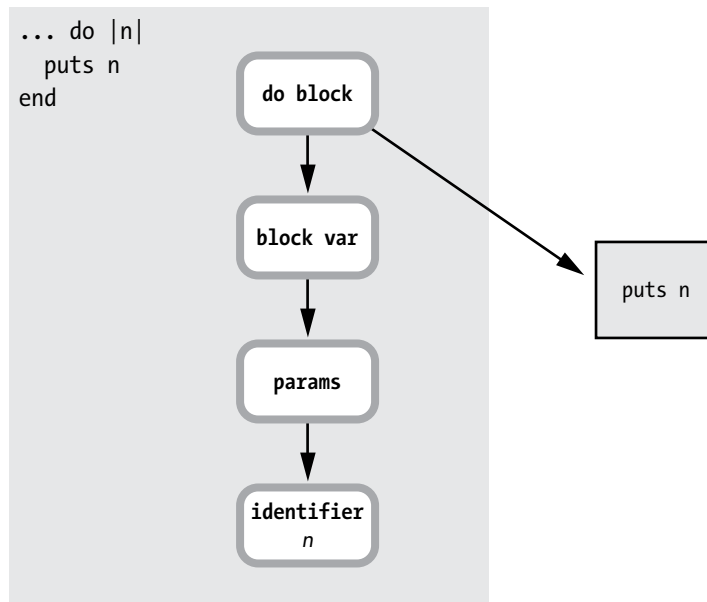 ... do |n|
  puts n
end
do block
block var
puts n
params
identifier
n